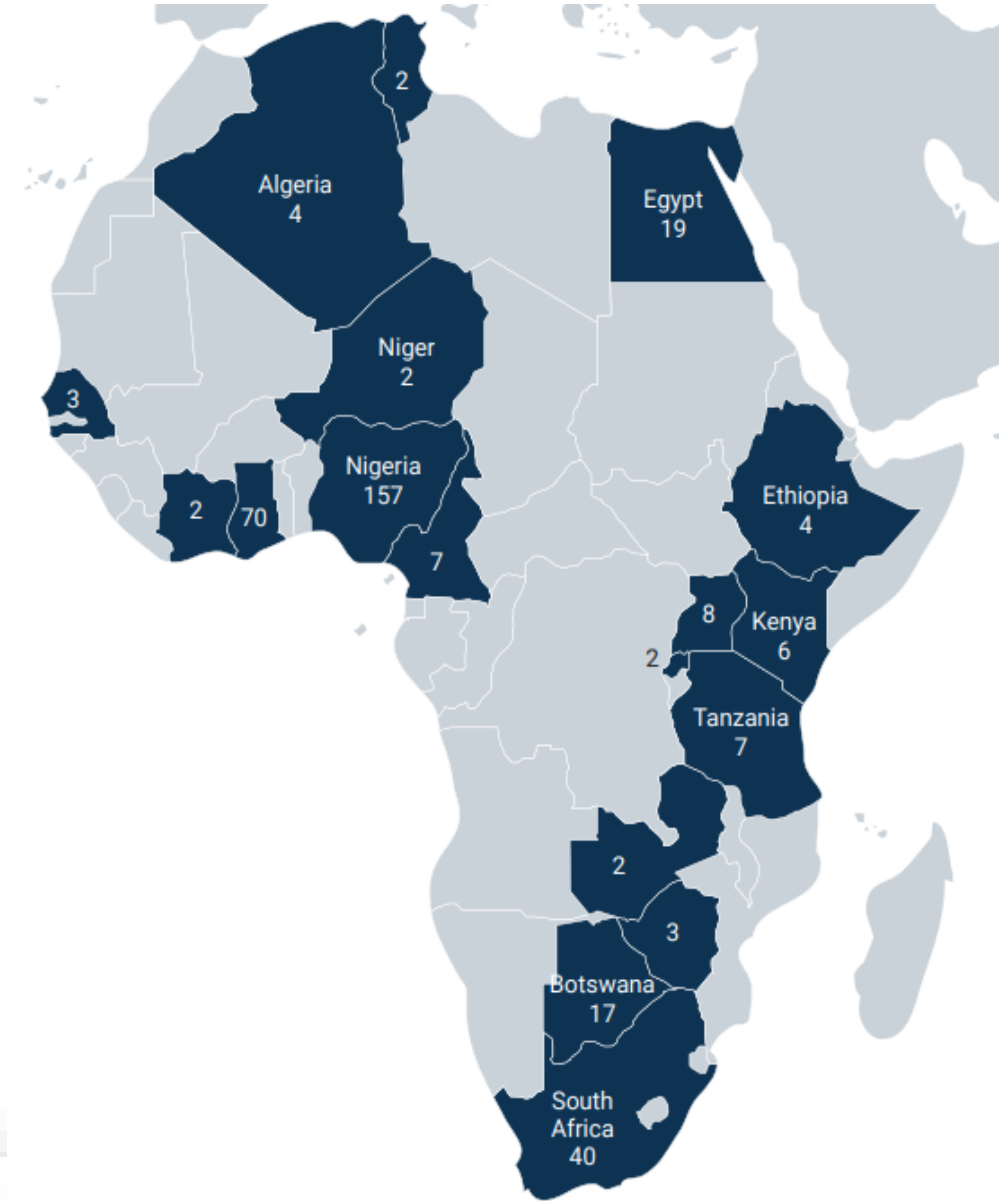 2
Algeria
4
Egypt
19
Niger
2
3
Nigeria
157
2
70
7
Ethiopia
4
8
Kenya
6
2
Tanzania
7
2
3
Botswana
17
South
Africa
40